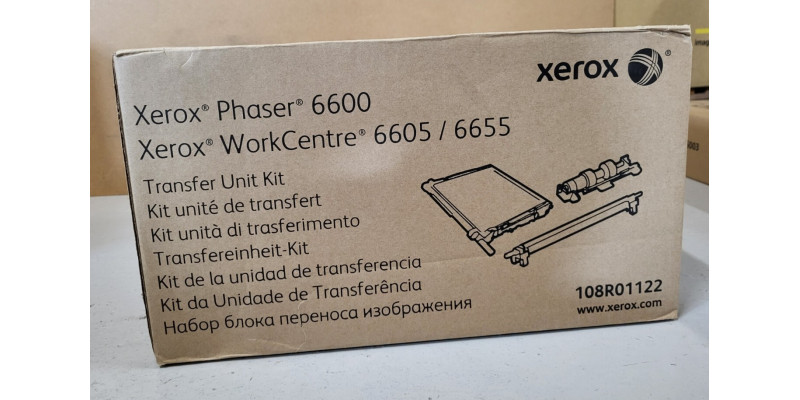 xerox®
Xerox® Phaser® 6600
Xerox® WorkCentre® 6605 / 6655
Transfer Unit Kit
Kit unité de transfert
Kit unità di trasferimento
Transfereinheit-Kit
Kit de la unidad de transferencia
Kit da Unidade de Transferência
Набор блока переноса изображения
108R01122
www.xerox.com